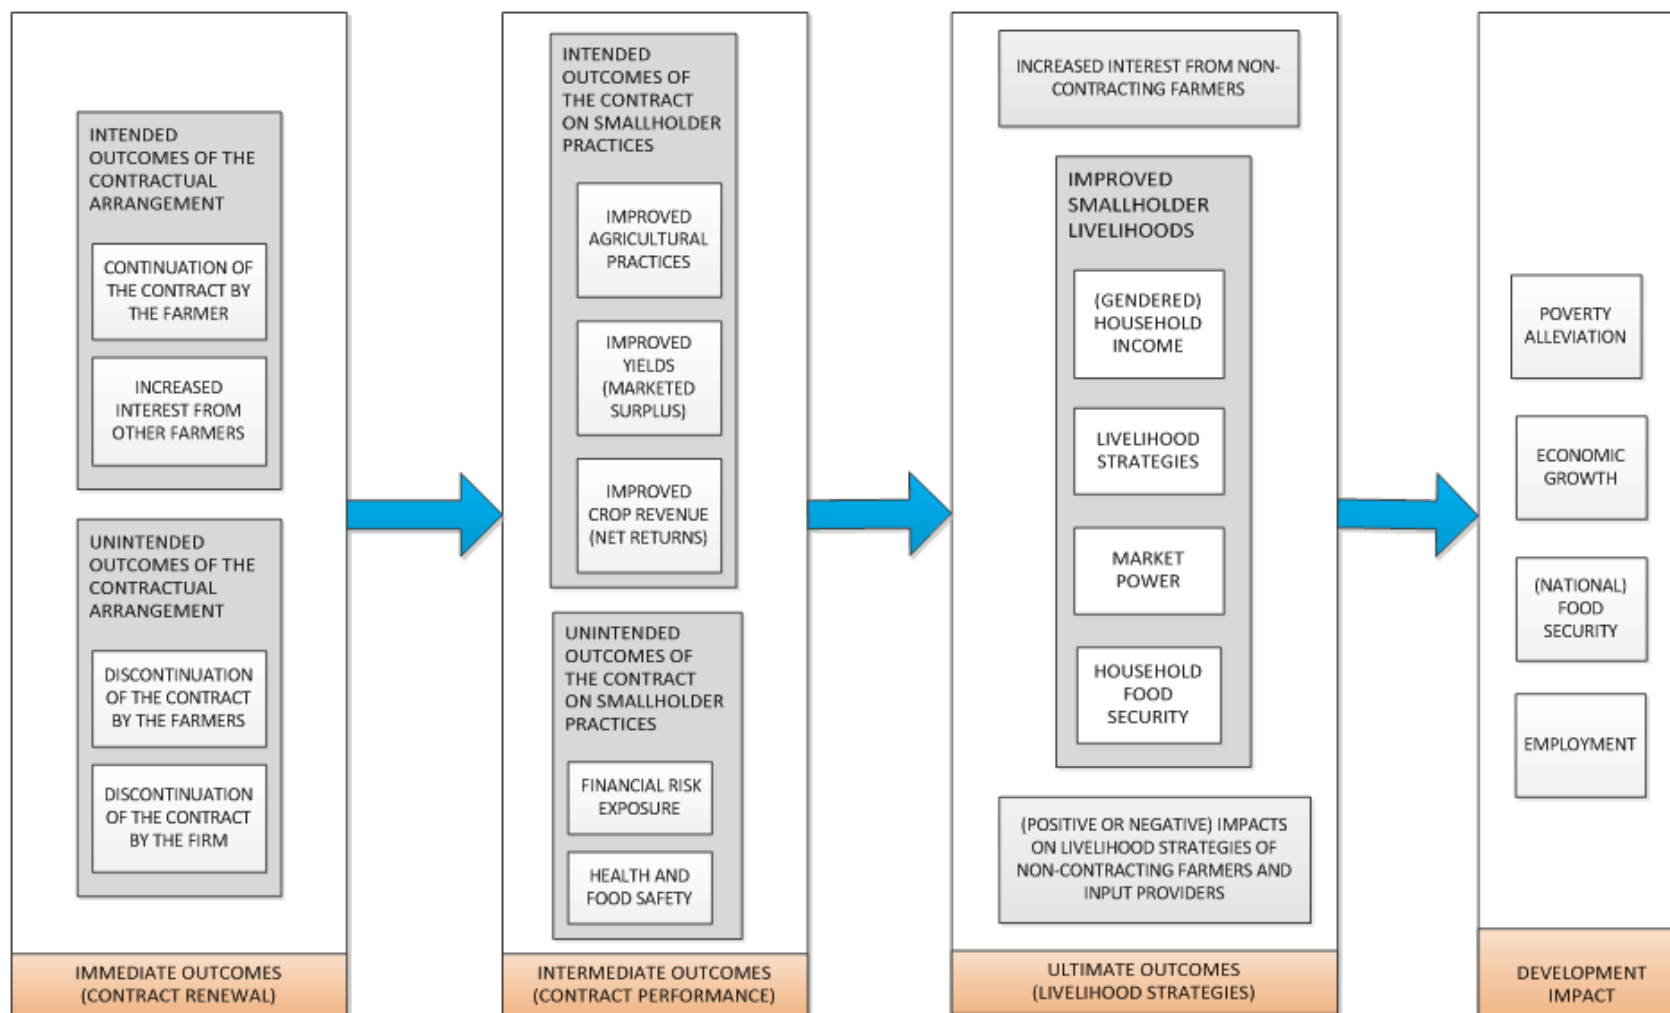 INTENDED
OUTCOMES OF THE
CONTRACTUAL
ARRANGEMENT
CONTINUATION OF
THE CONTRACT BY
THE FARMER
INCREASED
INTEREST FROM
OTHER FARMERS
UNINTENDED
OUTCOMES OF THE
CONTRACTUAL
ARRANGEMENT
DISCONTINUATION
OF THE CONTRACT
BY THE FARMERS
DISCONTINUATION
OF THE CONTRACT
BY THE FIRM
IMMEDIATE OUTCOMES
(CONTRACT RENEWAL)
INTENDED
OUTCOMES OF
THE CONTRACT
ON SMALLHOLDER
PRACTICES
IMPROVED
AGRICULTURAL
PRACTICES
IMPROVED
YIELDS
(MARKETED
SURPLUS)
IMPROVED
CROP REVENUE
(NET RETURNS)
UNINTENDED
OUTCOMES OF
THE CONTRACT
ON SMALLHOLDER
PRACTICES
FINANCIAL RISK
EXPOSURE
HEALTH AND
FOOD SAFETY
INTERMEDIATE OUTCOMES
(CONTRACT PERFORMANCE)
INCREASED INTEREST FROM NON-
CONTRACTING FARMERS
IMPROVED
SMALLHOLDER
LIVELIHOODS
(GENDERED)
HOUSEHOLD
INCOME
LIVELIHOOD
STRATEGIES
MARKET
POWER
HOUSEHOLD
FOOD
SECURITY
(POSITIVE OR NEGATIVE) IMPACTS
ON LIVELIHOOD STRATEGIES OF
NON-CONTRACTING FARMERS AND
INPUT PROVIDERS
ULTIMATE OUTCOMES
(LIVELIHOOD STRATEGIES)
POVERTY
ALLEVIATION
ECONOMIC
GROWTH
(NATIONAL)
FOOD
SECURITY
EMPLOYMENT
DEVELOPMENT
IMPACT